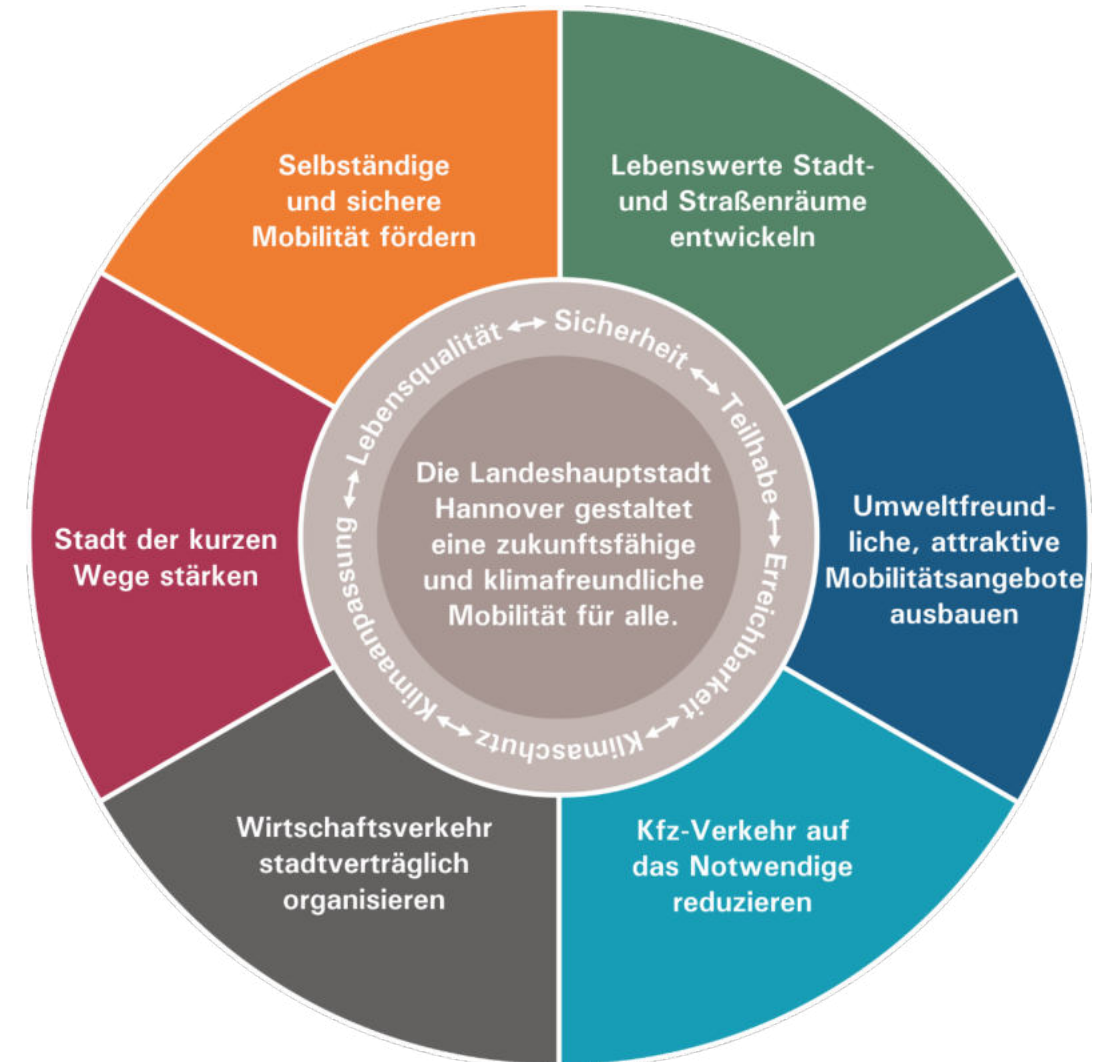 Selbständige
und sichere
Mobilität fördern
Lebenswerte Stadt-
und Straßenräume
entwickeln
Umweltfreund-
liche, attraktive
Mobilitätsangebote
ausbauen
Kfz-Verkehr auf
das Notwendige
reduzieren
Wirtschaftsverkehr
stadtverträglich
organisieren
Stadt der kurzen
Wege stärken
Lebensqualität ↔ Sicherheit ↔ Teilhabe ↔ Erreichbarkeit ↔ Klimaschutz ↔ Klimaanpassung ↔
Die Landeshauptstadt
Hannover gestaltet
eine zukunftsfähige
und klimafreundliche
Mobilität für alle.